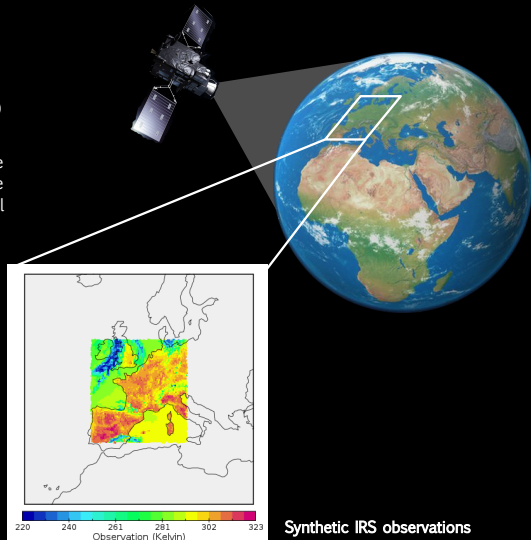 220 240 261 281 302 323
Observation (Kelvin)
Synthetic IRS observations